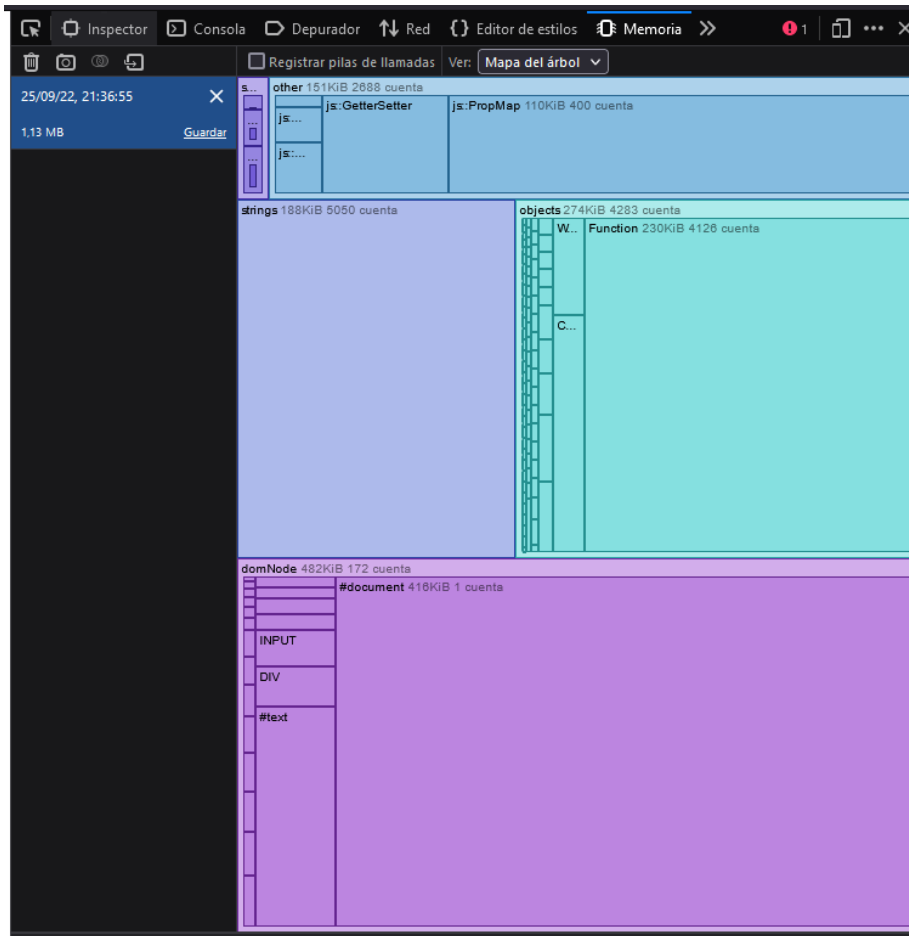 Inspector Consola Depurador Red Editor de estilos Memoria 1
Registrar pilas de llamadas Ver: Mapa del árbol
25/09/22, 21:36:55
1,13 MB Guardar
s... other 151KiB 2688 cuenta
js::GetterSetter js::PropMap 110KiB 400 cuenta
js:...
...
js::...
...
strings 188KiB 5050 cuenta objects 274KiB 4283 cuenta
W... Function 230KiB 4126 cuenta
C...
domNode 482KiB 172 cuenta
#document 416KiB 1 cuenta
INPUT
DIV
#text